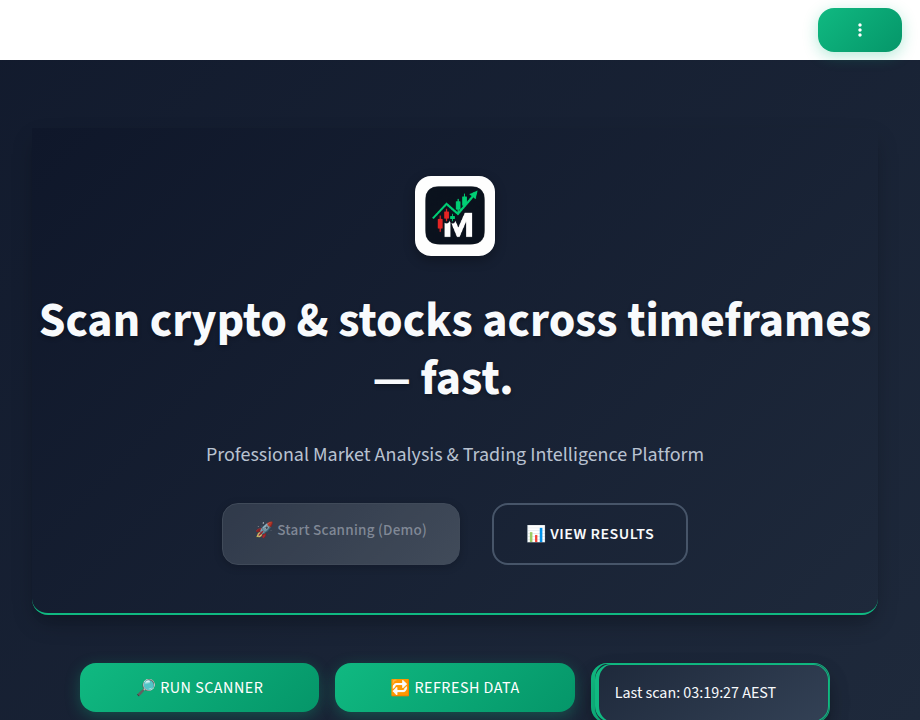 M
Scan crypto & stocks across timeframes
— fast.
Professional Market Analysis & Trading Intelligence Platform
🚀 Start Scanning (Demo)
📊 VIEW RESULTS
🔎 RUN SCANNER
🔁 REFRESH DATA
Last scan: 03:19:27 AEST